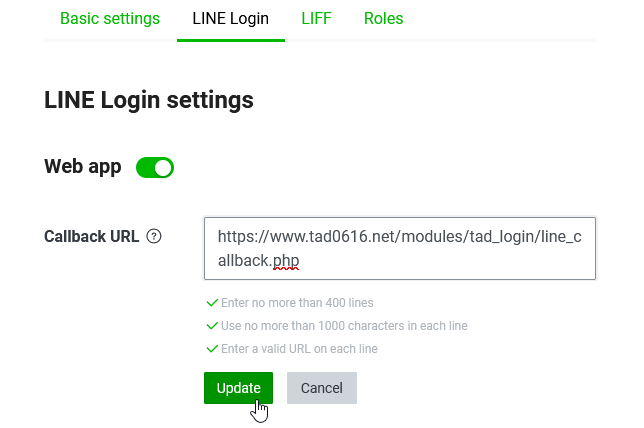 Basic settings LINE Login LIFF Roles
LINE Login settings
Web app
Callback URL ?
https://www.tad0616.net/modules/tad_login/line_c
allback.php
Enter no more than 400 lines
Use no more than 1000 characters in each line
Enter a valid URL on each line
Update Cancel